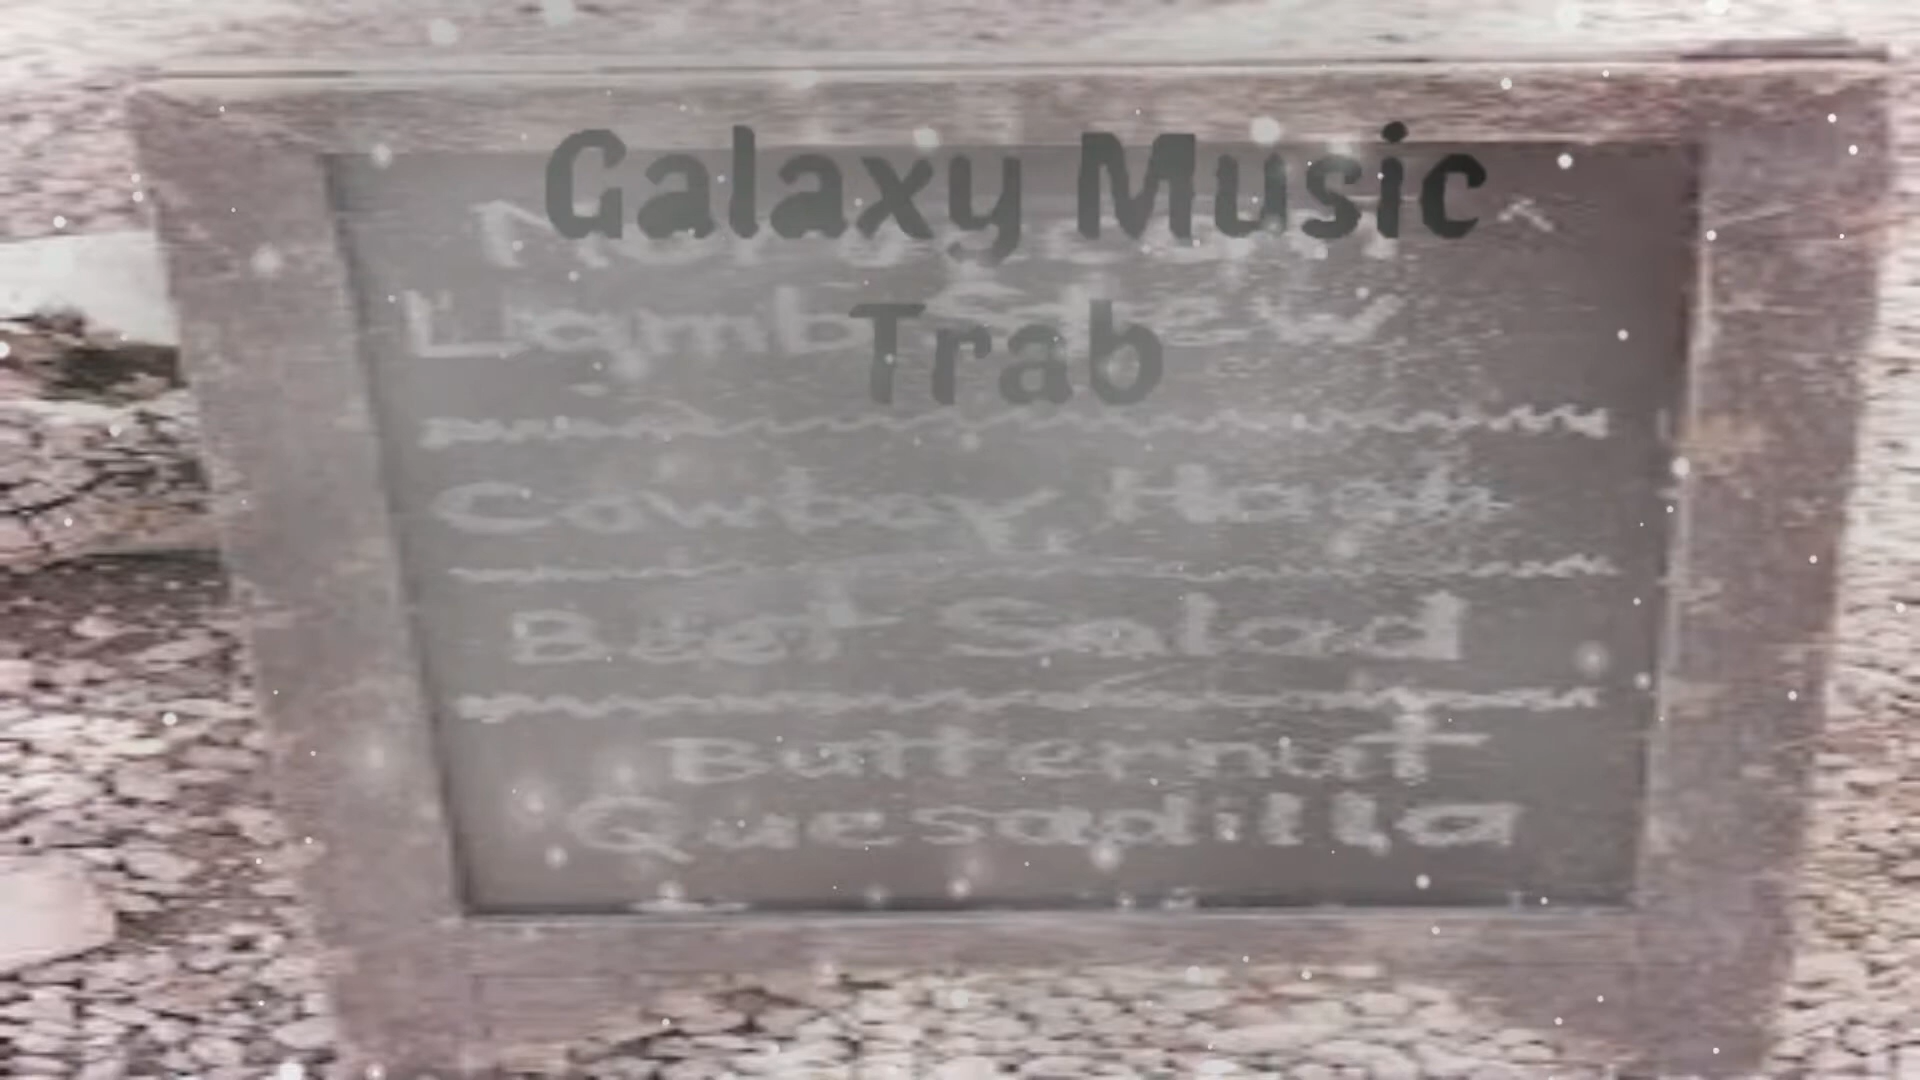 Galaxy Music
Trab
Lamb Stew
Cowboy Hash
Beet Salad
Butternut
Quesadilla